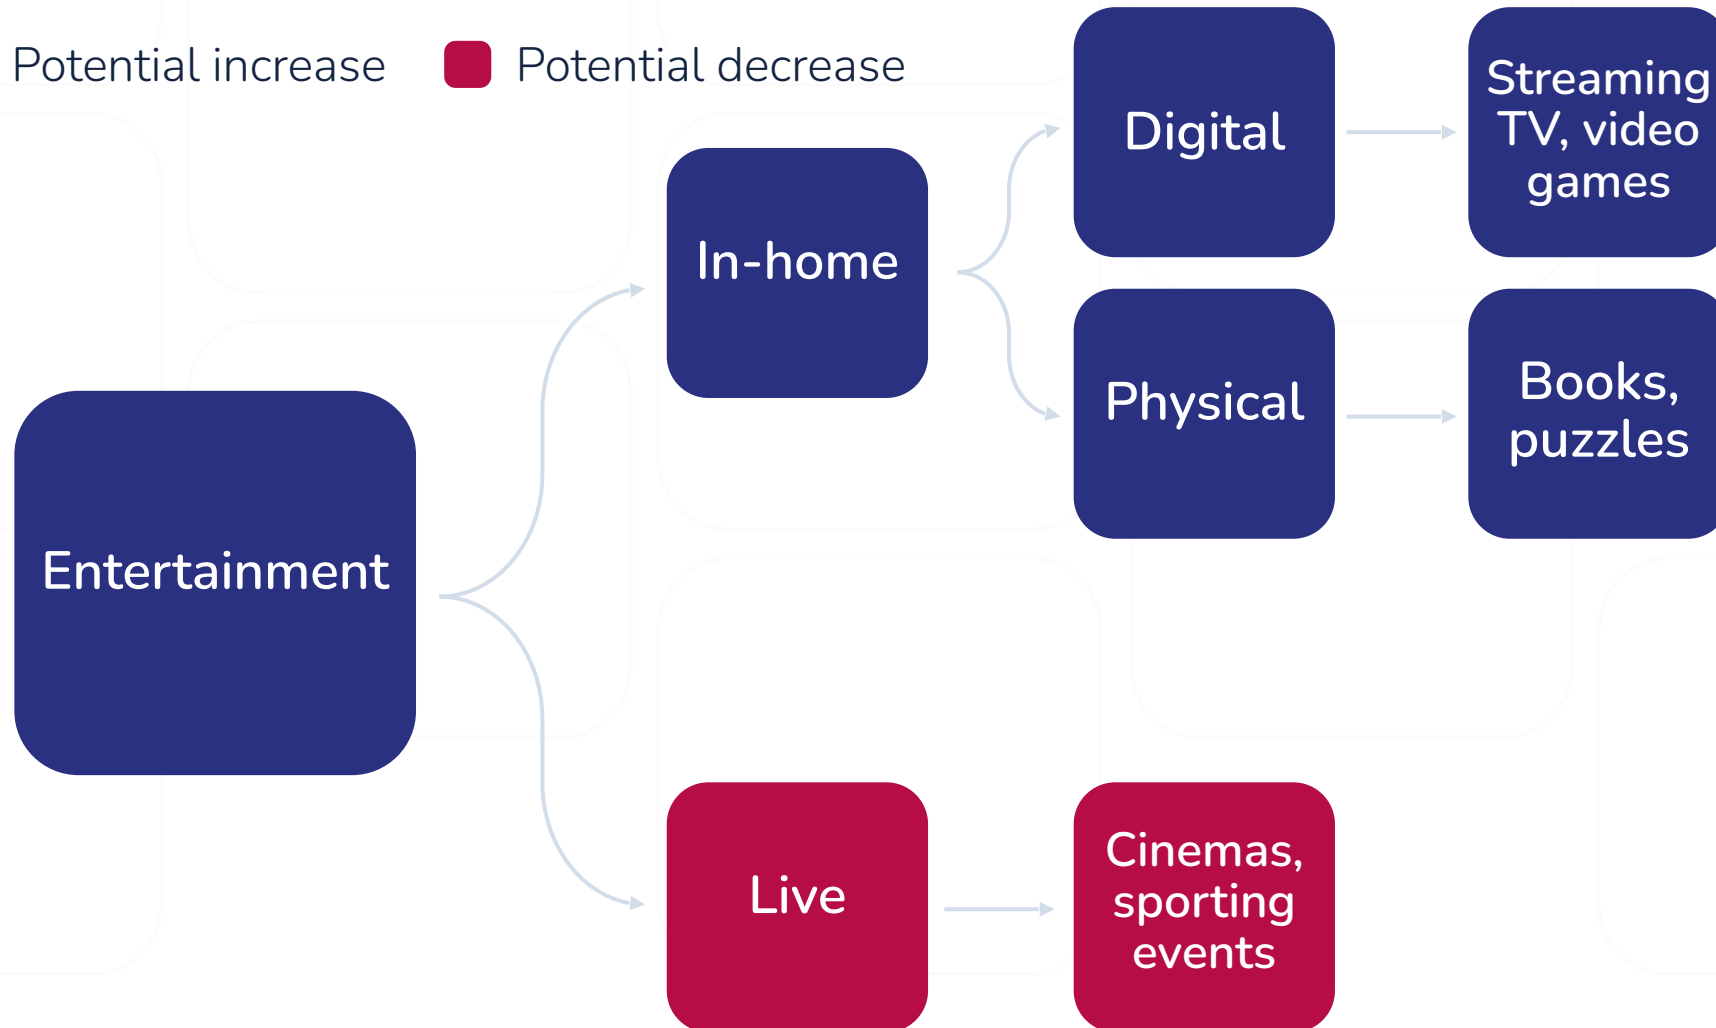 Potential increase
Potential decrease
Digital
Streaming
TV, video
games
In-home
Physical
Books,
puzzles
Entertainment
Live
Cinemas,
sporting
events